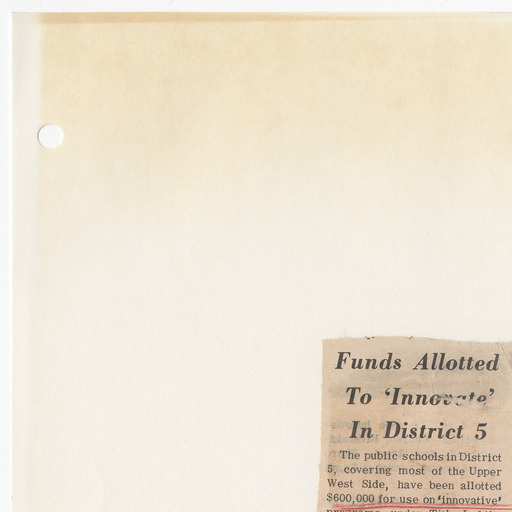 Funds Allotted
To ‘Innovate’
In District 5
The public schools in District
5, covering most of the Upper
West Side, have been allotted
$600,000 for use on ‘innovative’